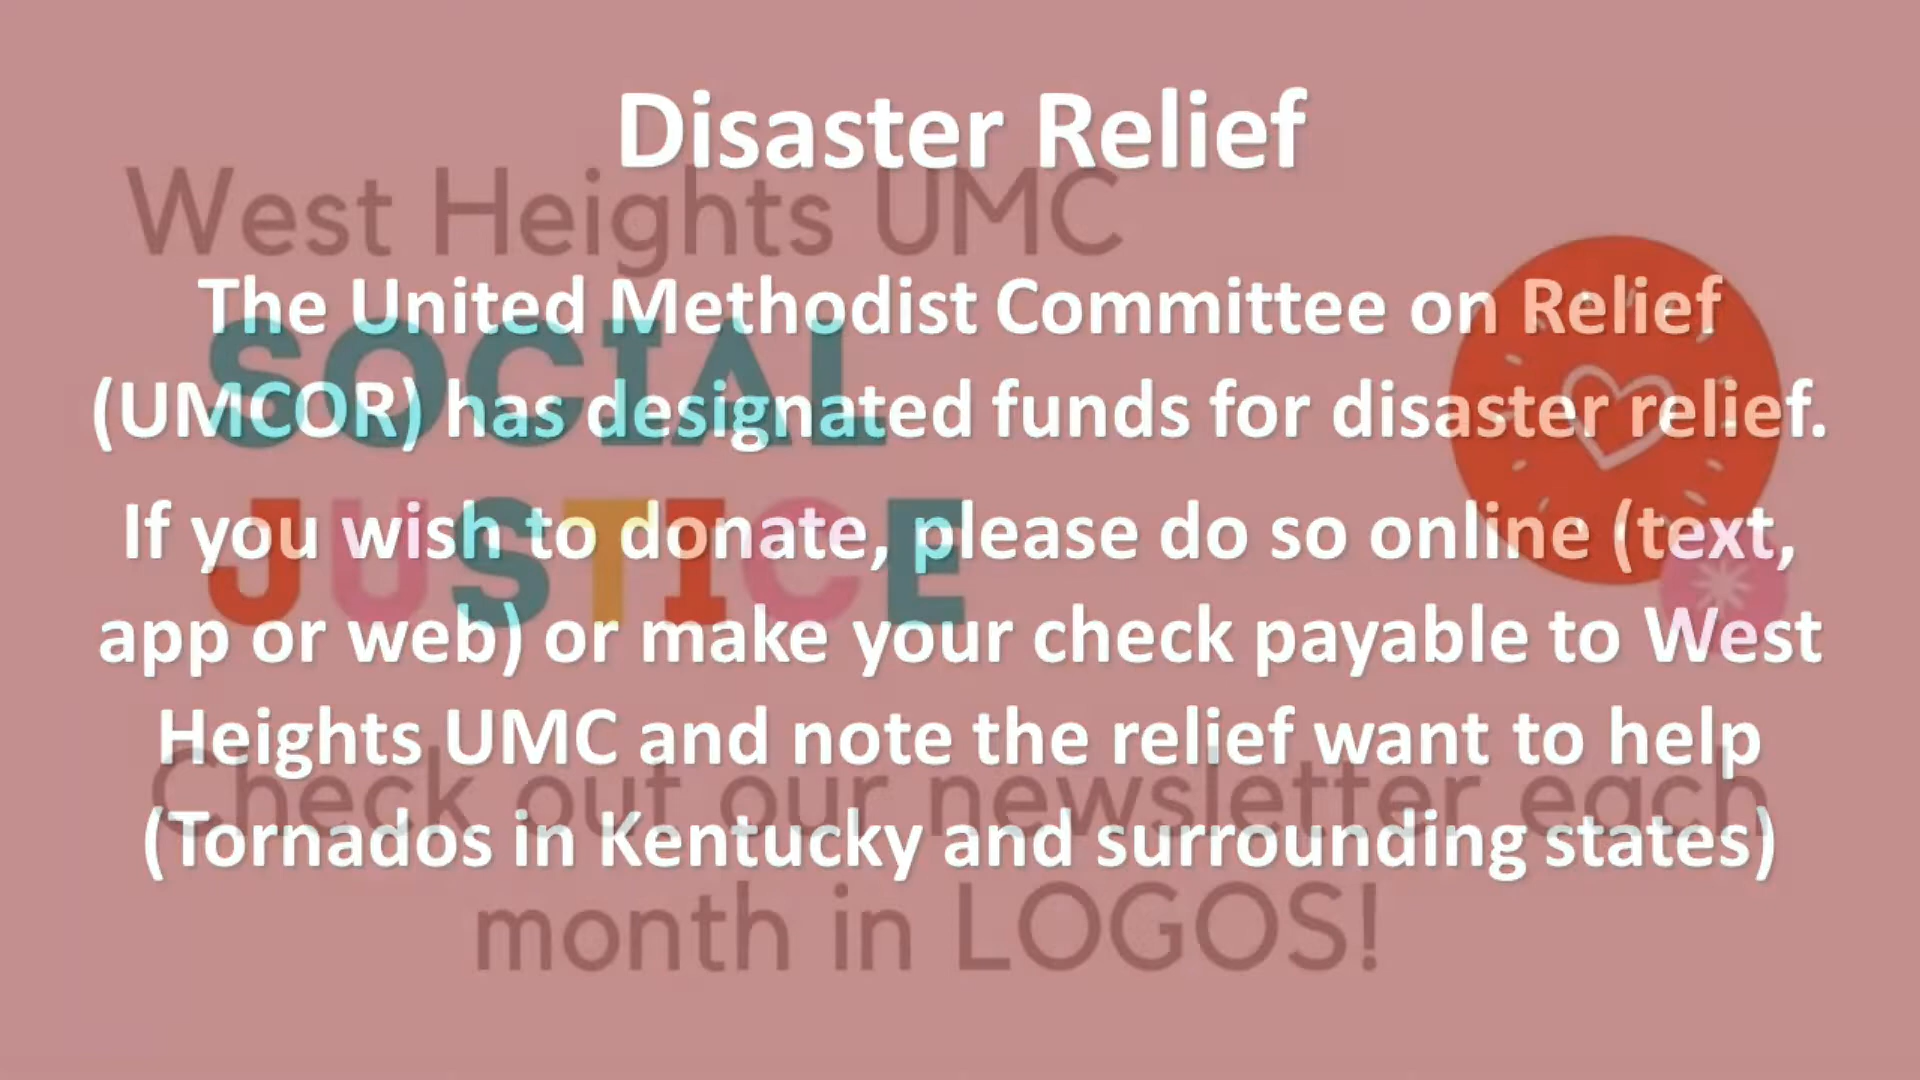 Disaster Relief
West Heights UMC
The United Methodist Committee on Relief
SOCIAL
(UMCOR) has designated funds for disaster relief.
JUSTICE
If you wish to donate, please do so online (text,
app or web) or make your check payable to West
Heights UMC and note the relief want to help
Check out our newsletter each
(Tornados in Kentucky and surrounding states)
month in LOGOS!